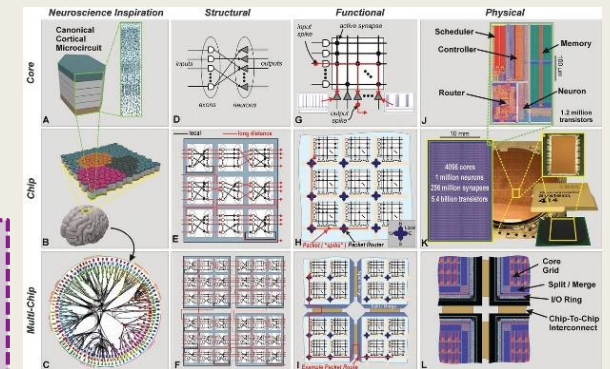 Neuroscience Inspiration
Structural
Functional
Physical
Core
Canonical
Cortical
Microcircuit
A
inputs
outputs
axons
neurons
D
input
spike
active synapse
output
spike
G
Scheduler
Controller
Memory
Router
Neuron
1.2 million
transistors
J
Chip
B
local
long distance
E
Packet ("spike")
Packet Router
H
10 mm
4096 cores
1 million neurons
256 million synapses
5.4 billion transistors
K
Multi-Chip
C
F
Example Packet Route
I
Core
Grid
Split / Merge
I/O Ring
Chip-To-Chip
Interconnect
L